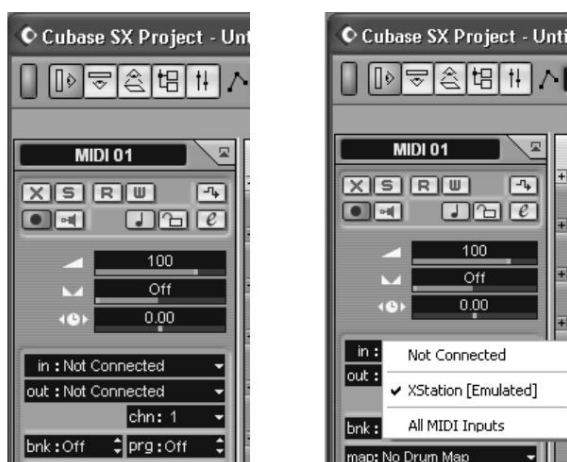 Cubase SX Project - Unt
MIDI 01
X S R W
e
100
Off
0.00
in : Not Connected
out : Not Connected
chn: 1
bnk : Off prg : Off
Cubase SX Project - Unti
MIDI 01
X S R W
e
100
Off
0.00
in :
Not Connected
out :
✔ XStation [Emulated]
bnk :
All MIDI Inputs
map: No Drum Map